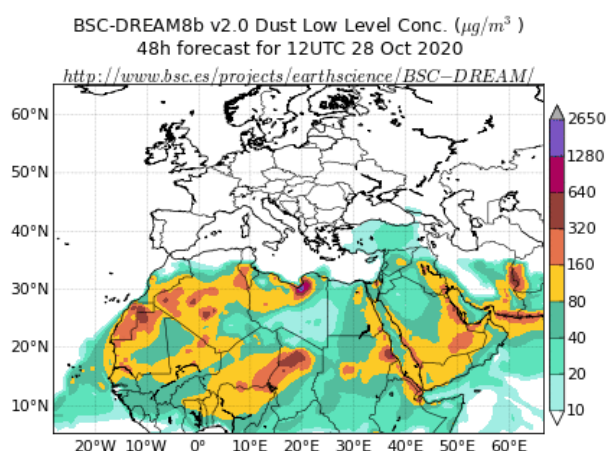 BSC-DREAM8b v2.0 Dust Low Level Conc. (μg/m³ )
48h forecast for 12UTC 28 Oct 2020
http://www.bsc.es/projects/earthscience/BSC−DREAM/
60°N
50°N
40°N
30°N
20°N
10°N
20°W
10°W
0°
10°E
20°E
30°E
40°E
50°E
60°E
2650
1280
640
320
160
80
40
20
10